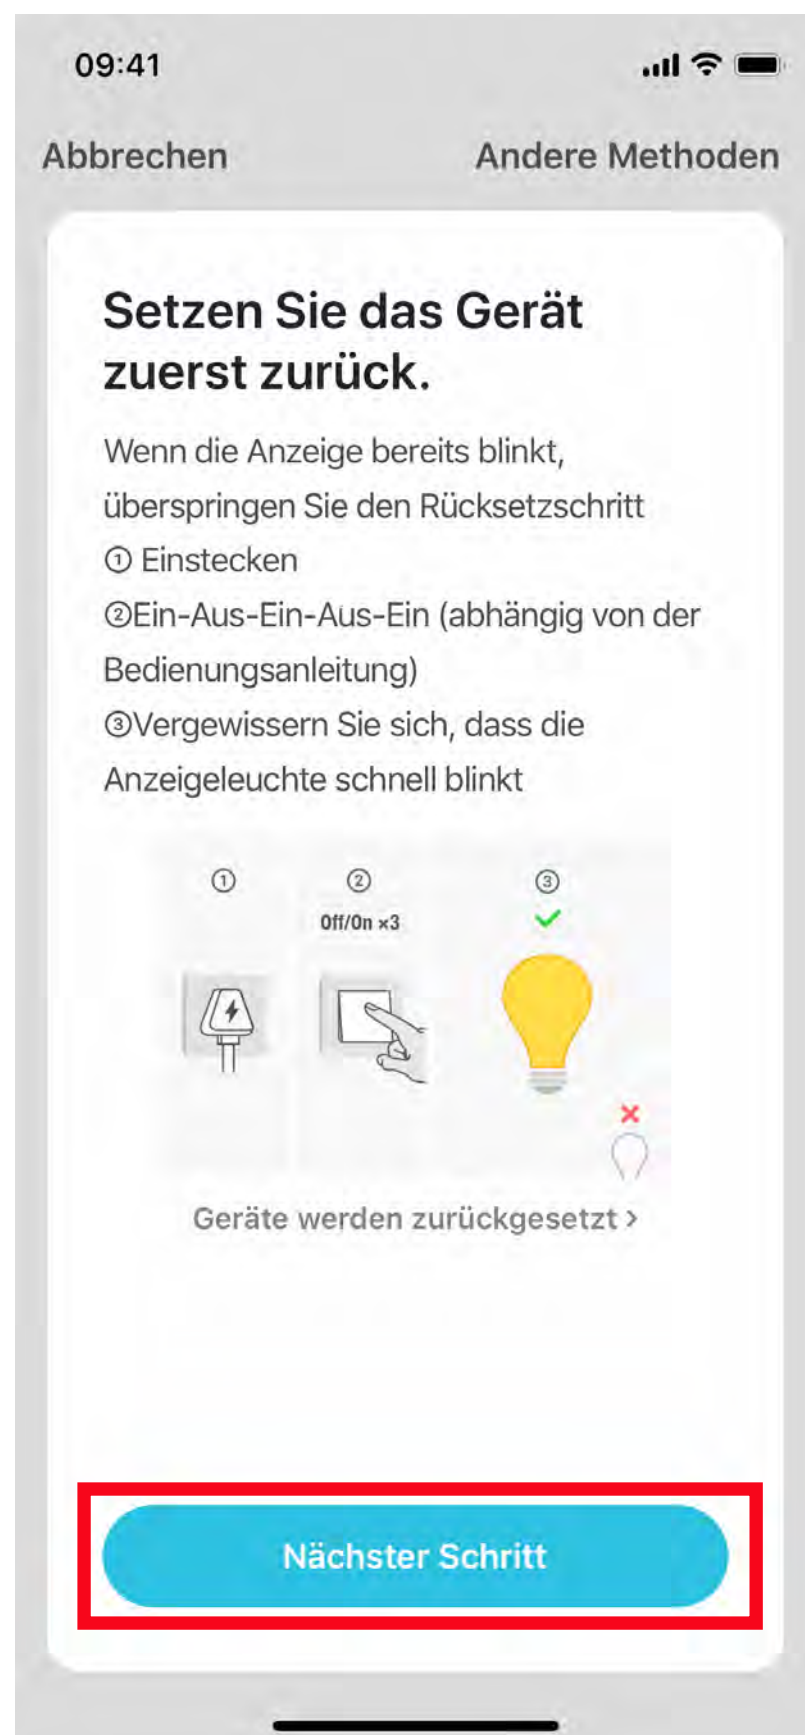 09:41
Abbrechen
Andere Methoden
Setzen Sie das Gerät
zuerst zurück.
Wenn die Anzeige bereits blinkt,
überspringen Sie den Rücksetzschritt
① Einstecken
②Ein-Aus-Ein-Aus-Ein (abhängig von der
Bedienungsanleitung)
③Vergewissern Sie sich, dass die
Anzeigeleuchte schnell blinkt
① ② ③
Off/On ×3
Geräte werden zurückgesetzt >
Nächster Schritt